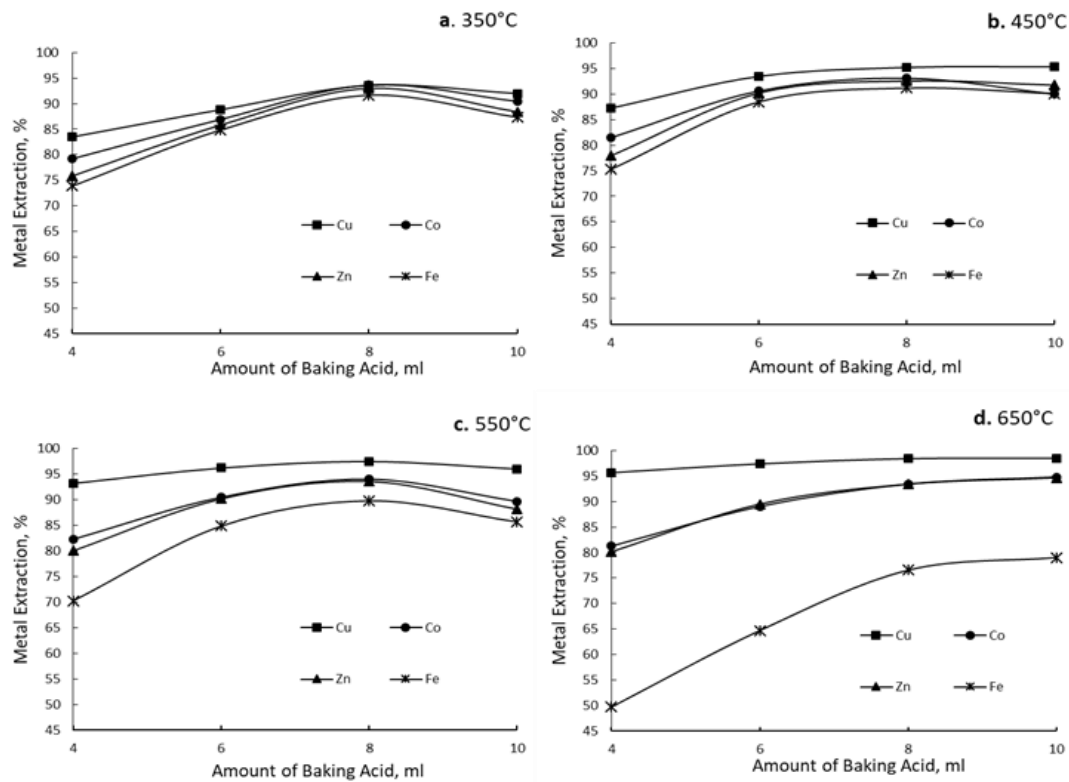 a. 350°C
100
95
90
85
80
75
70
65
60
55
50
45
Metal Extraction, %
Cu
Co
Zn
Fe
4
6
8
10
Amount of Baking Acid, ml
b. 450°C
100
95
90
85
80
75
70
65
60
55
50
45
Metal Extraction, %
Cu
Co
Zn
Fe
4
6
8
10
Amount of Baking Acid, ml
c. 550°C
100
95
90
85
80
75
70
65
60
55
50
45
Metal Extraction, %
Cu
Co
Zn
Fe
4
6
8
10
Amount of Baking Acid, ml
d. 650°C
100
95
90
85
80
75
70
65
60
55
50
45
Metal Extraction, %
Cu
Co
Zn
Fe
4
6
8
10
Amount of Baking Acid, ml